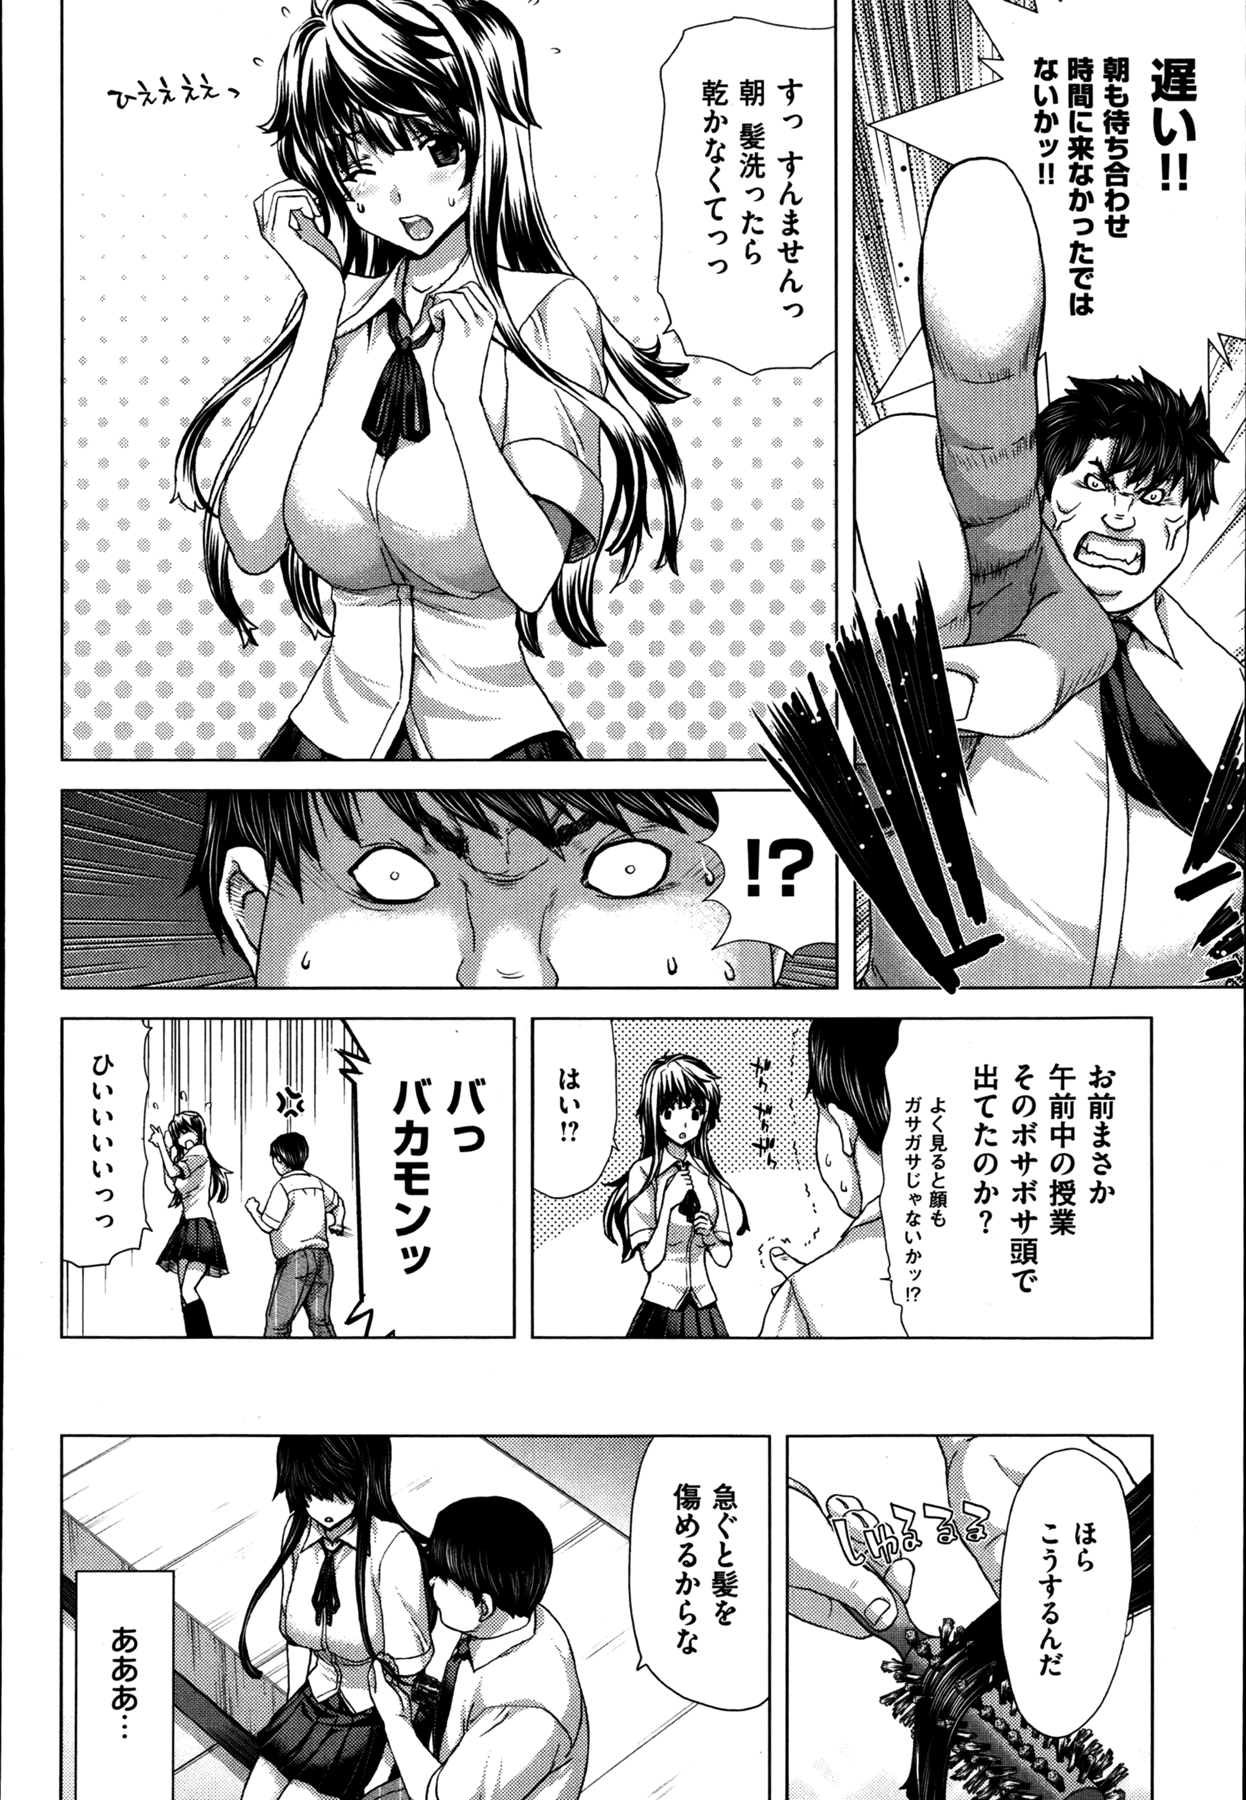 遅い!!
朝も待ち合わせ
時間に来なかったでは
ないかッ!!
すっ すんませんっ
朝 髪洗ったら
乾かなくてっっ
ひえぇぇぇっ
!?
お前まさか
午前中の授業
そのボサボサ頭で
出てたのか?
よく見ると顔も
ガサガサじゃないかッ!?
はい!?
バっ
バカモンッ
ひいいいいっっ
ほら
こうするんだ
しゅるるるる
急ぐと髪を
傷めるからな
あああ…